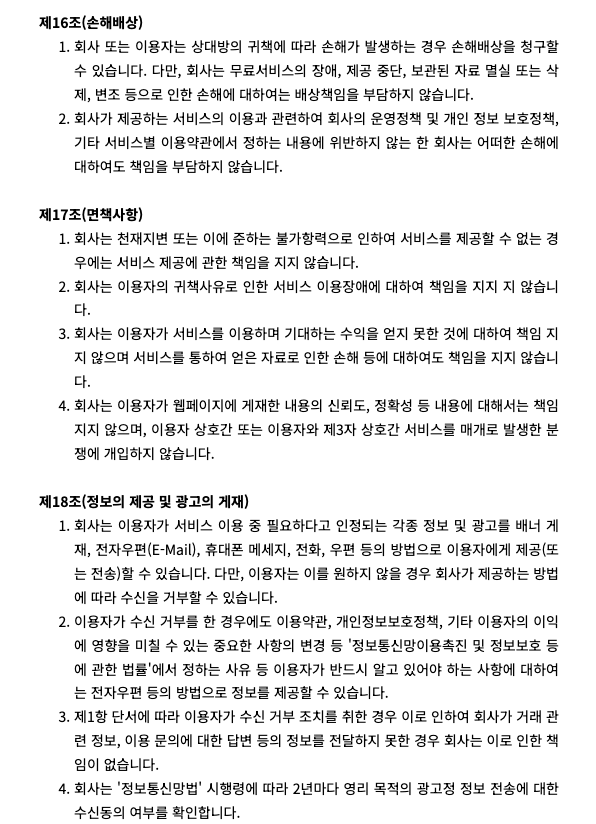 제16조(손해배상)
1. 회사 또는 이용자는 상대방의 귀책에 따라 손해가 발생하는 경우 손해배상을 청구할
수 있습니다. 다만, 회사는 무료서비스의 장애, 제공 중단, 보관된 자료 멸실 또는 삭
제, 변조 등으로 인한 손해에 대하여는 배상책임을 부담하지 않습니다.
2. 회사가 제공하는 서비스의 이용과 관련하여 회사의 운영정책 및 개인 정보 보호정책,
기타 서비스별 이용약관에서 정하는 내용에 위반하지 않는 한 회사는 어떠한 손해에
대하여도 책임을 부담하지 않습니다.
제17조(면책사항)
1. 회사는 천재지변 또는 이에 준하는 불가항력으로 인하여 서비스를 제공할 수 없는 경
우에는 서비스 제공에 관한 책임을 지지 않습니다.
2. 회사는 이용자의 귀책사유로 인한 서비스 이용장애에 대하여 책임을 지지 지 않습니
다.
3. 회사는 이용자가 서비스를 이용하며 기대하는 수익을 얻지 못한 것에 대하여 책임 지
지 않으며 서비스를 통하여 얻은 자료로 인한 손해 등에 대하여도 책임을 지지 않습니
다.
4. 회사는 이용자가 웹페이지에 게재한 내용의 신뢰도, 정확성 등 내용에 대해서는 책임
지지 않으며, 이용자 상호간 또는 이용자와 제3자 상호간 서비스를 매개로 발생한 분
쟁에 개입하지 않습니다.
제18조(정보의 제공 및 광고의 게재)
1. 회사는 이용자가 서비스 이용 중 필요하다고 인정되는 각종 정보 및 광고를 배너 게
재, 전자우편(E-Mail), 휴대폰 메세지, 전화, 우편 등의 방법으로 이용자에게 제공(또
는 전송)할 수 있습니다. 다만, 이용자는 이를 원하지 않을 경우 회사가 제공하는 방법
에 따라 수신을 거부할 수 있습니다.
2. 이용자가 수신 거부를 한 경우에도 이용약관, 개인정보보호정책, 기타 이용자의 이익
에 영향을 미칠 수 있는 중요한 사항의 변경 등 '정보통신망이용촉진 및 정보보호 등
에 관한 법률'에서 정하는 사유 등 이용자가 반드시 알고 있어야 하는 사항에 대하여
는 전자우편 등의 방법으로 정보를 제공할 수 있습니다.
3. 제1항 단서에 따라 이용자가 수신 거부 조치를 취한 경우 이로 인하여 회사가 거래 관
련 정보, 이용 문의에 대한 답변 등의 정보를 전달하지 못한 경우 회사는 이로 인한 책
임이 없습니다.
4. 회사는 '정보통신망법' 시행령에 따라 2년마다 영리 목적의 광고정 정보 전송에 대한
수신동의 여부를 확인합니다.